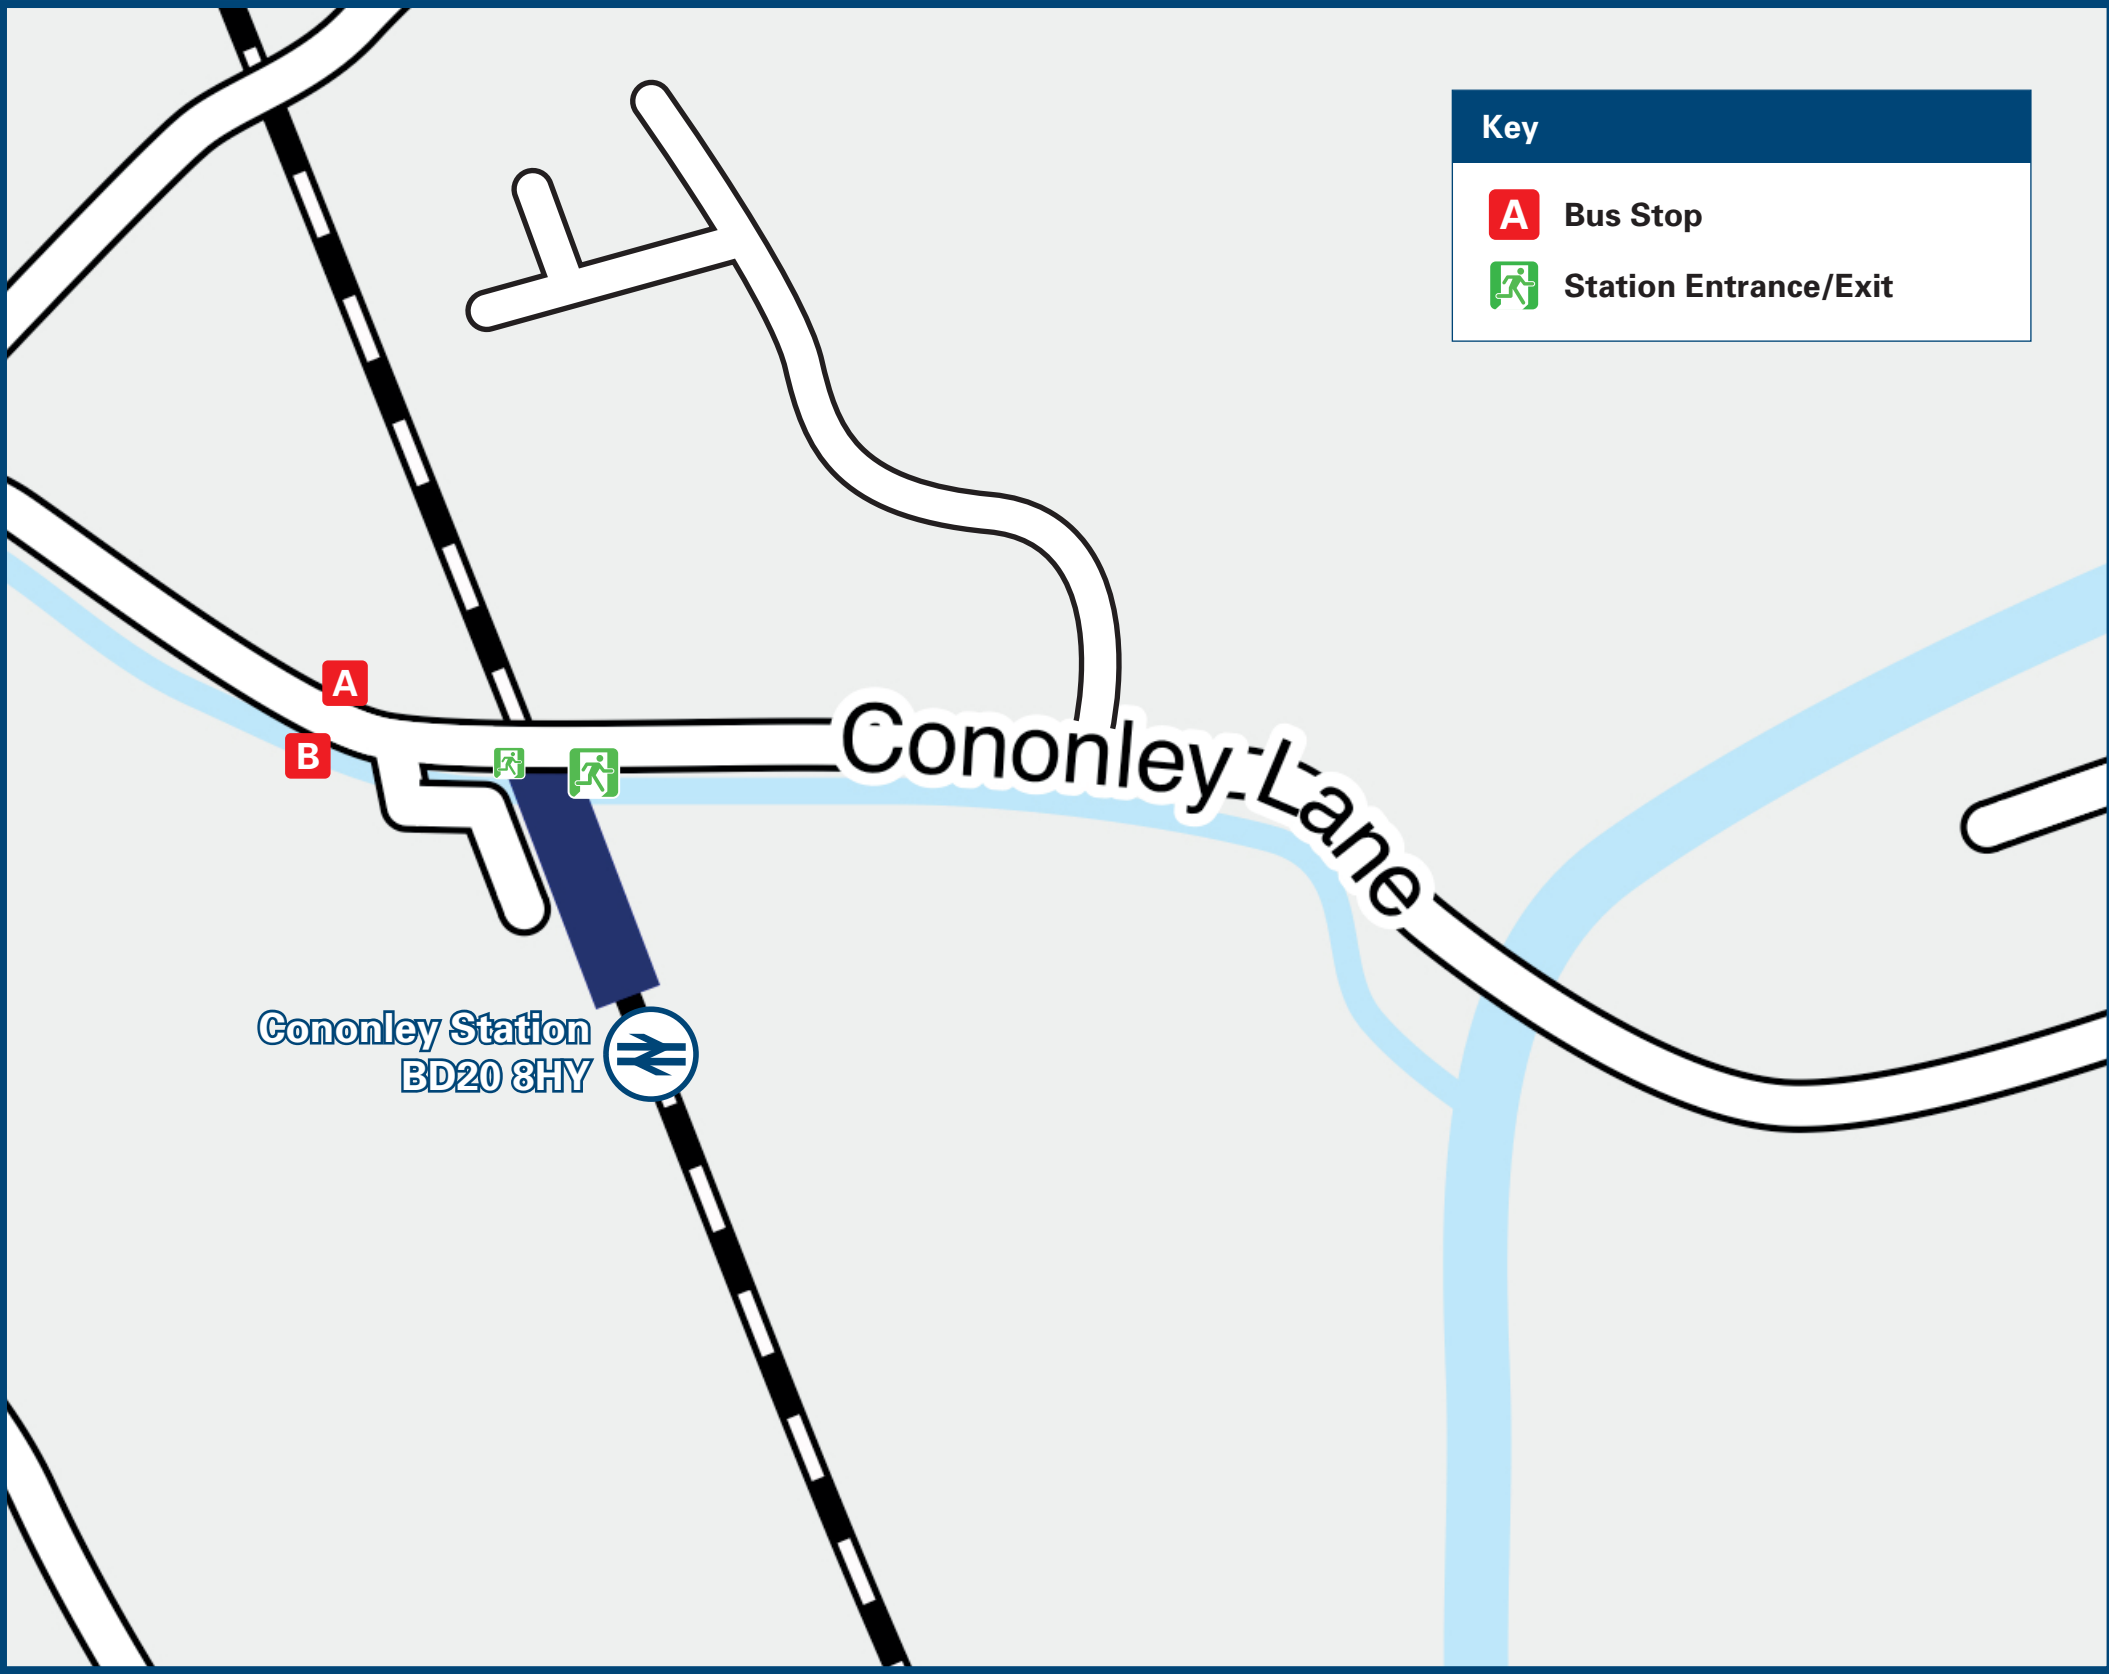 Key
A Bus Stop
Station Entrance/Exit
A
B
Cononley Lane
Cononley Station
BD20 8HY